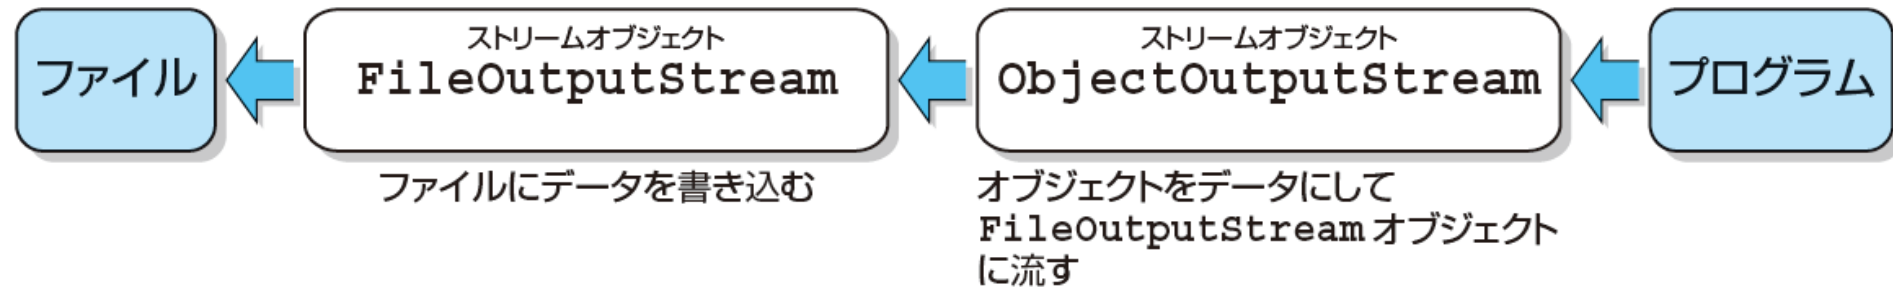 ファイル
ストリームオブジェクト
FileOutputStream
ファイルにデータを書き込む
ストリームオブジェクト
ObjectOutputStream
オブジェクトをデータにして
FileOutputStream オブジェクト
に流す
プログラム